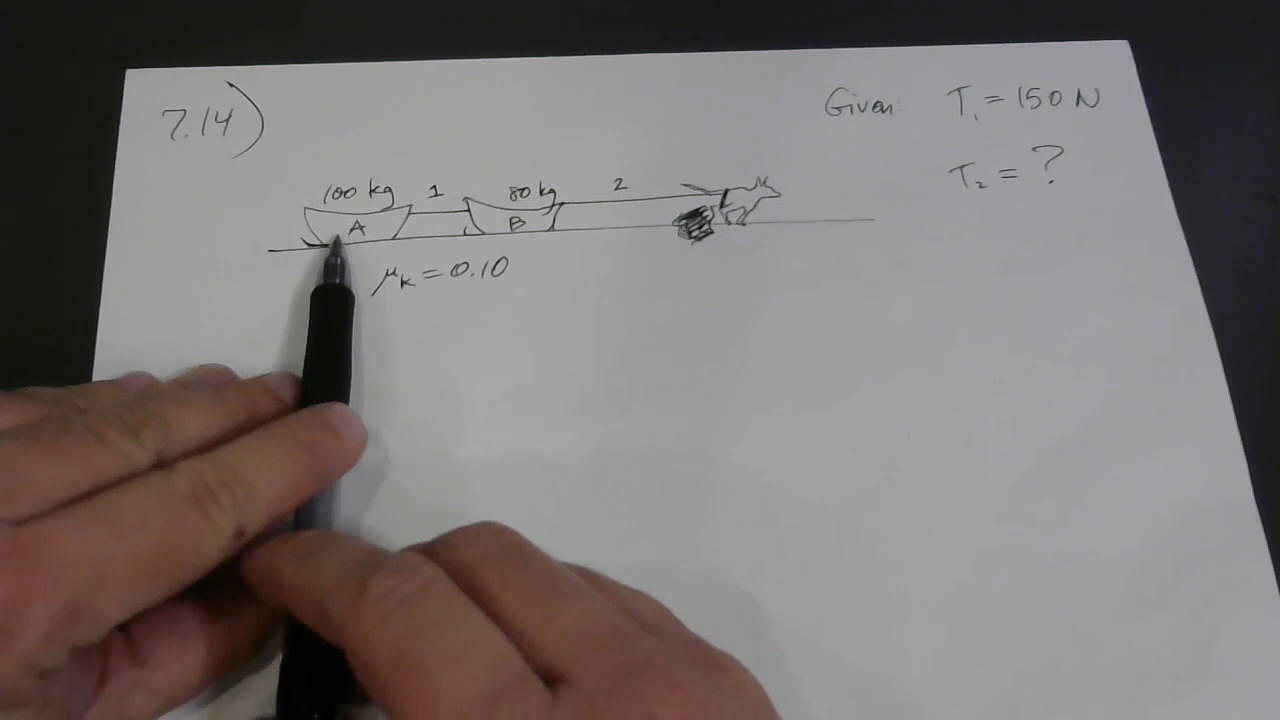 7.14)
Given: T₁ = 150 N
T₂ = ?
100 kg 1 80 kg 2
A B
μₖ = 0.10